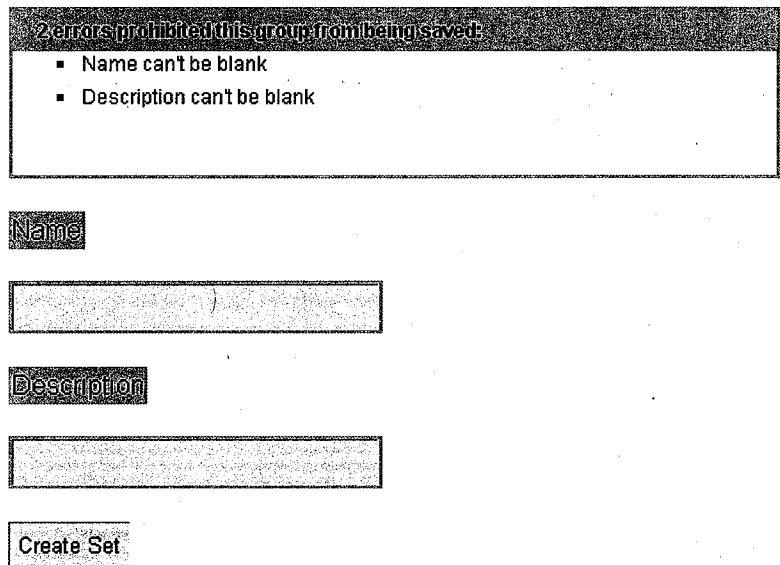 2 errors prohibited this group from being saved:
Name can't be blank
Description can't be blank
Name
Description
Create Set